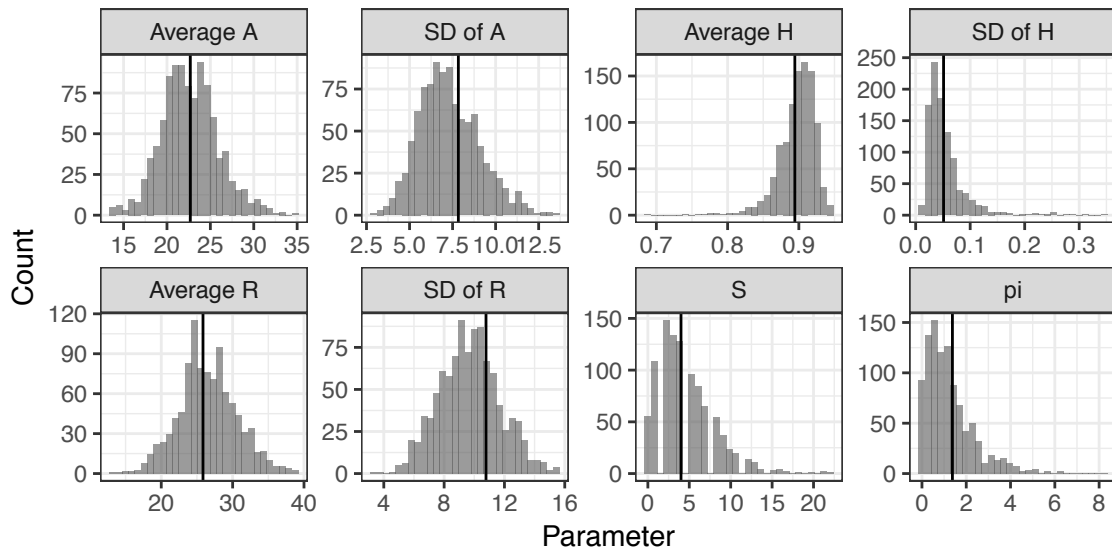 Average A
SD of A
Average H
SD of H
75
50
25
0
15 20 25 30 35
75
50
25
0
2.5 5.0 7.5 10.0 12.5
150
100
50
0
0.7 0.8 0.9
250
200
150
100
50
0
0.0 0.1 0.2 0.3
Count
Average R
SD of R
S
pi
120
90
60
30
0
20 30 40
75
50
25
0
4 8 12 16
150
100
50
0
0 5 10 15 20
150
100
50
0
0 2 4 6 8
Parameter